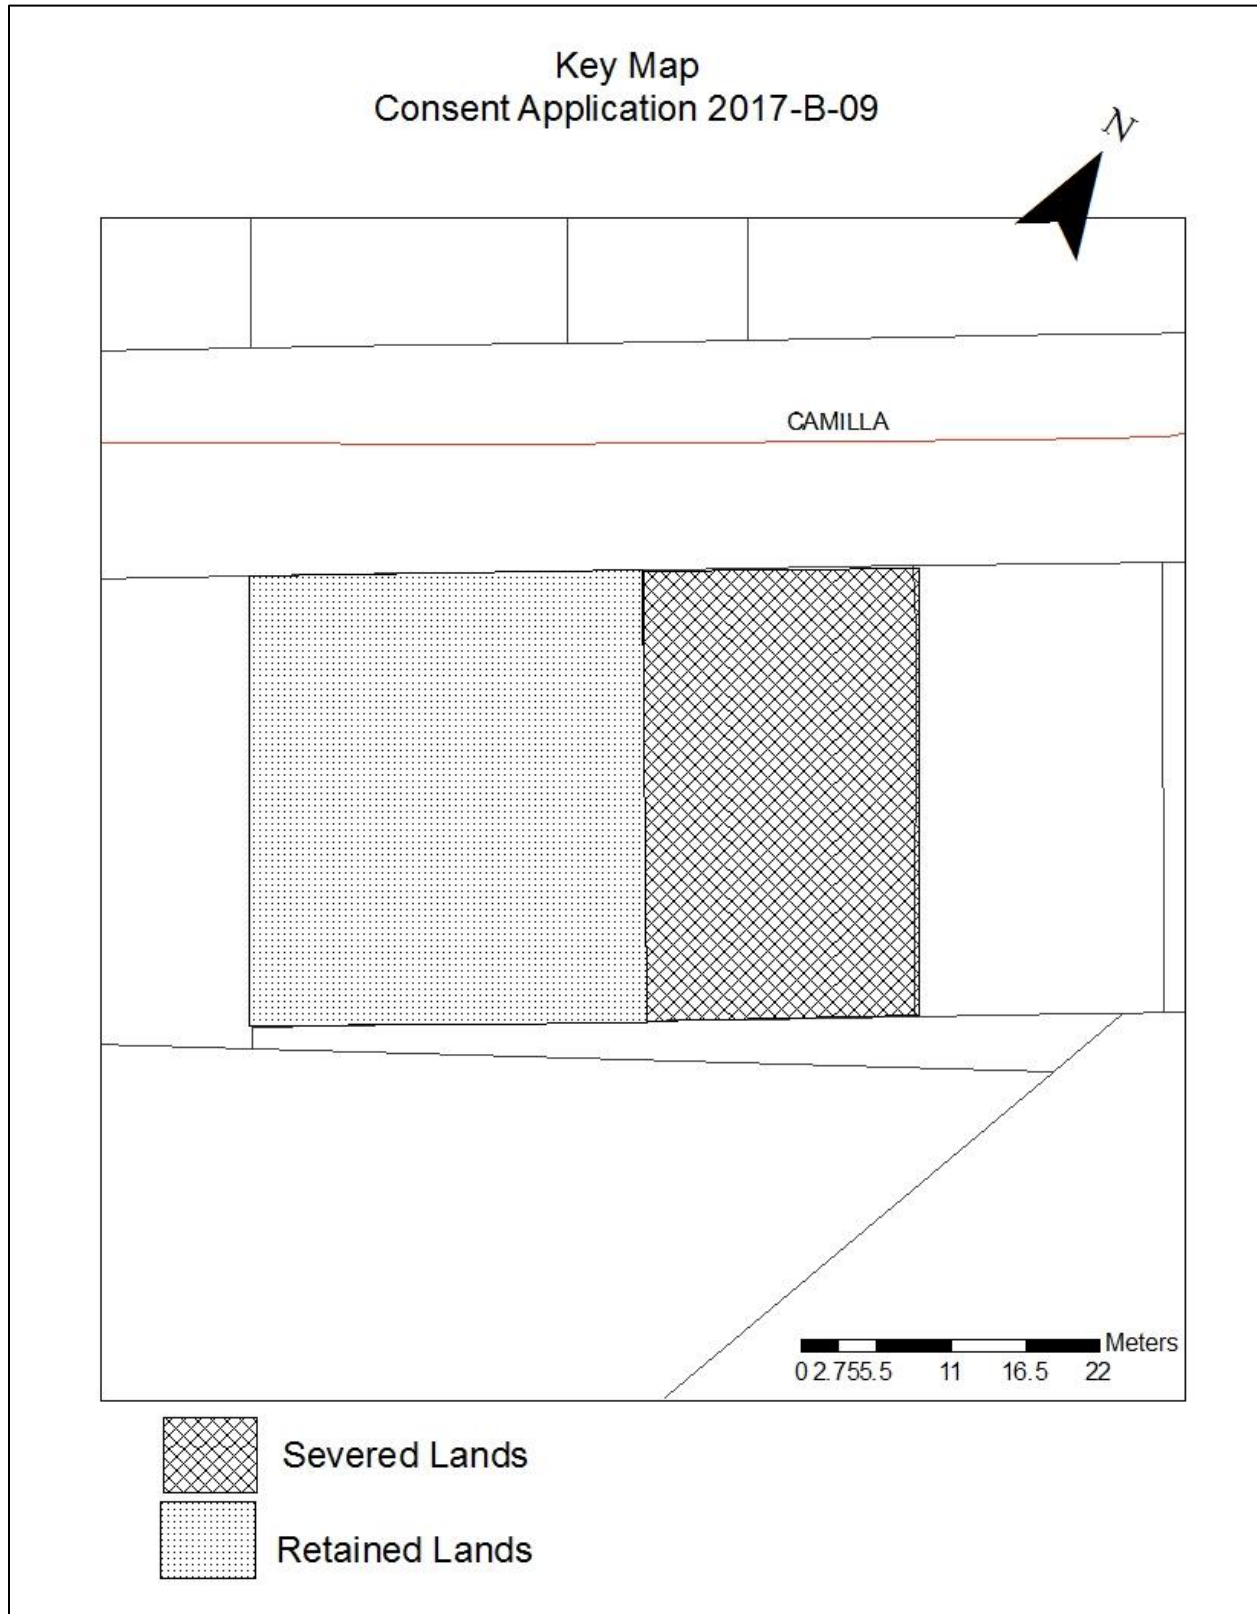 Key Map
Consent Application 2017-B-09
N
CAMILLA
Meters
0 2.75 5.5 11 16.5 22
Severed Lands
Retained Lands